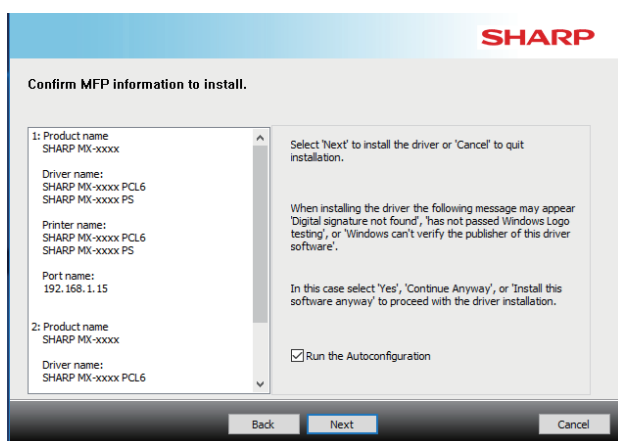 SHARP
Confirm MFP information to install.
1: Product name
SHARP MX-xxxx
Driver name:
SHARP MX-xxxx PCL6
SHARP MX-xxxx PS
Printer name:
SHARP MX-xxxx PCL6
SHARP MX-xxxx PS
Port name:
192.168.1.15
2: Product name
SHARP MX-xxxx
Driver name:
SHARP MX-xxxx PCL6
Select 'Next' to install the driver or 'Cancel' to quit
installation.
When installing the driver the following message may appear
'Digital signature not found', 'has not passed Windows Logo
testing', or 'Windows can't verify the publisher of this driver
software'.
In this case select 'Yes', 'Continue Anyway', or 'Install this
software anyway' to proceed with the driver installation.
Run the Autoconfiguration
Back Next Cancel